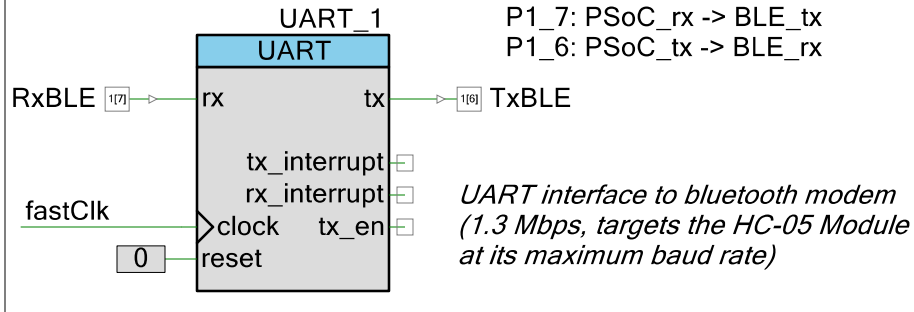 UART_1
P1_7: PSoC_rx -> BLE_tx
P1_6: PSoC_tx -> BLE_rx
UART
RxBLE 1[7] rx tx 1[6] TxBLE
tx_interrupt
rx_interrupt
fastClk
clock tx_en
0 reset
UART interface to bluetooth modem
(1.3 Mbps, targets the HC-05 Module
at its maximum baud rate)